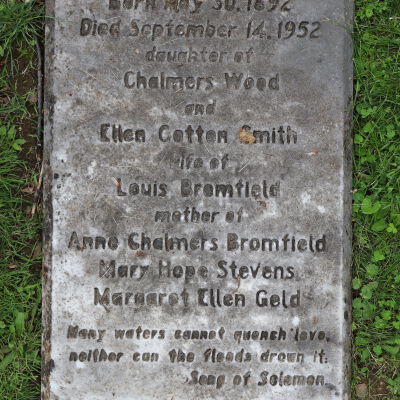 Born May 30, 1892
Died September 14, 1952
daughter of
Chalmers Wood
and
Ellen Cotton Smith
wife of
Louis Bromfield
mother of
Anne Chalmers Bromfield
Mary Hope Stevens
Margaret Ellen Geld
Many waters cannot quench love,
neither can the floods drown it.
Song of Solomon